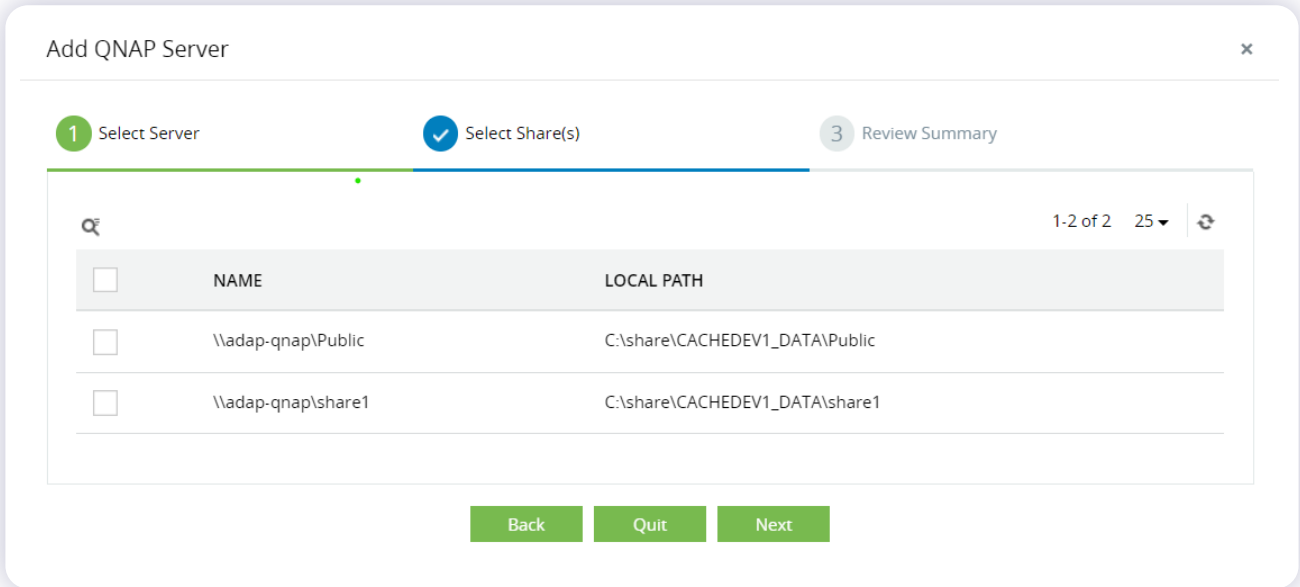 Add QNAP Server
1 Select Server Select Share(s) 3 Review Summary
1-2 of 2 25
NAME LOCAL PATH
\\adap-qnap\Public C:\share\CACHEDEV1_DATA\Public
\\adap-qnap\share1 C:\share\CACHEDEV1_DATA\share1
Back Quit Next